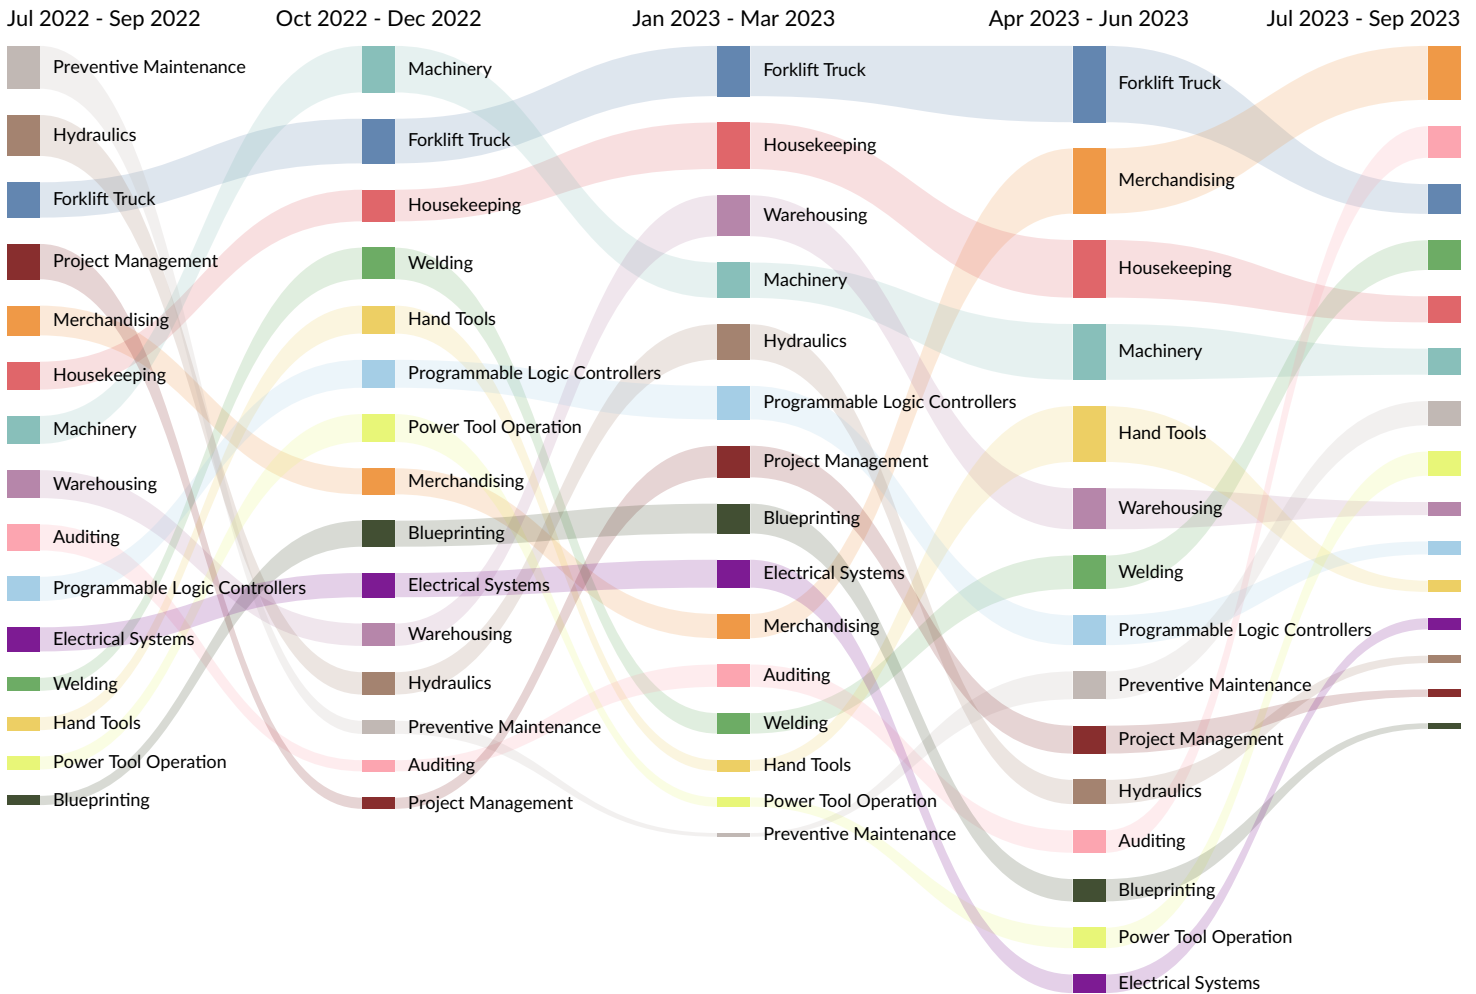 Jul 2022 - Sep 2022
Oct 2022 - Dec 2022
Jan 2023 - Mar 2023
Apr 2023 - Jun 2023
Jul 2023 - Sep 2023
Preventive Maintenance
Hydraulics
Forklift Truck
Project Management
Merchandising
Housekeeping
Machinery
Warehousing
Auditing
Programmable Logic Controllers
Electrical Systems
Welding
Hand Tools
Power Tool Operation
Blueprinting
Machinery
Forklift Truck
Housekeeping
Welding
Hand Tools
Programmable Logic Controllers
Power Tool Operation
Merchandising
Blueprinting
Electrical Systems
Warehousing
Hydraulics
Preventive Maintenance
Auditing
Project Management
Forklift Truck
Housekeeping
Warehousing
Machinery
Hydraulics
Programmable Logic Controllers
Project Management
Blueprinting
Electrical Systems
Merchandising
Auditing
Welding
Hand Tools
Power Tool Operation
Preventive Maintenance
Forklift Truck
Merchandising
Housekeeping
Machinery
Hand Tools
Warehousing
Welding
Programmable Logic Controllers
Preventive Maintenance
Project Management
Hydraulics
Auditing
Blueprinting
Power Tool Operation
Electrical Systems